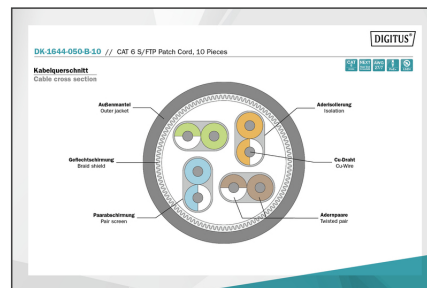 DIGITUS®
DK-1644-050-B-10 // CAT 6 S/FTP Patch Cord, 10 Pieces
Kabelquerschnitt
Cable cross section
Außenmantel
Outer jacket
Aderisolierung
Isolation
Geflechtschirmung
Braid shield
Cu-Draht
Cu-Wire
Paarabschirmung
Pair screen
Adernpaare
Twisted pair